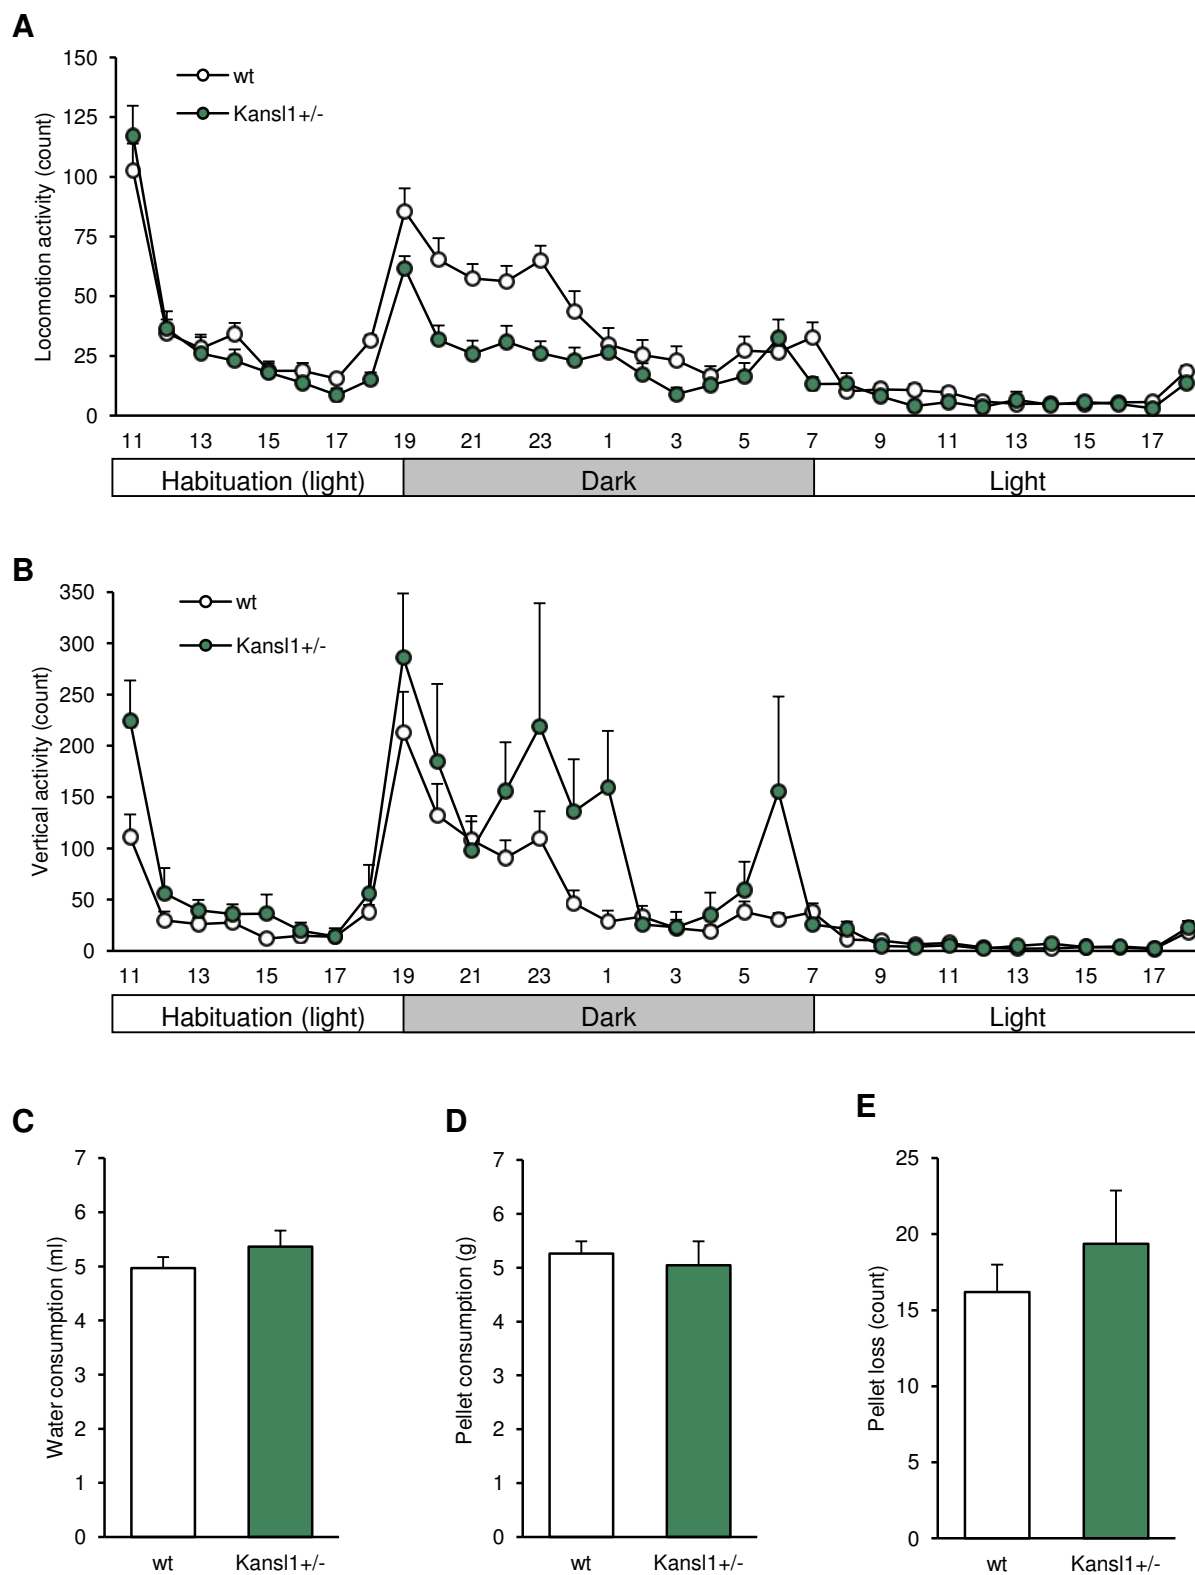 A
150
125
100
75
50
25
0
Locomotion activity (count)
wt
Kansl1+/-
11 13 15 17 19 21 23 1 3 5 7 9 11 13 15 17
Habituation (light) Dark Light
B
350
300
250
200
150
100
50
0
Vertical activity (count)
wt
Kansl1+/-
11 13 15 17 19 21 23 1 3 5 7 9 11 13 15 17
Habituation (light) Dark Light
C
7
6
5
4
3
2
1
0
Water consumption (ml)
wt Kansl1+/-
D
7
6
5
4
3
2
1
0
Pellet consumption (g)
wt Kansl1+/-
E
25
20
15
10
5
0
Pellet loss (count)
wt Kansl1+/-